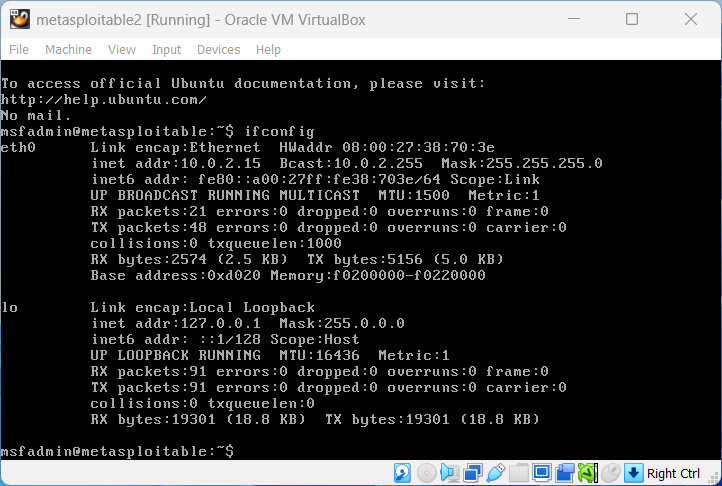 metasploitable2 [Running] - Oracle VM VirtualBox
File Machine View Input Devices Help
To access official Ubuntu documentation, please visit:
http://help.ubuntu.com/
No mail.
msfadmin@metasploitable:~$ ifconfig
eth0      Link encap:Ethernet  HWaddr 08:00:27:38:70:3e
          inet addr:10.0.2.15  Bcast:10.0.2.255  Mask:255.255.255.0
          inet6 addr: fe80::a00:27ff:fe38:703e/64 Scope:Link
          UP BROADCAST RUNNING MULTICAST  MTU:1500  Metric:1
          RX packets:21 errors:0 dropped:0 overruns:0 frame:0
          TX packets:48 errors:0 dropped:0 overruns:0 carrier:0
          collisions:0 txqueuelen:1000
          RX bytes:2574 (2.5 KB)  TX bytes:5156 (5.0 KB)
          Base address:0xd020 Memory:f0200000-f0220000
lo        Link encap:Local Loopback
          inet addr:127.0.0.1  Mask:255.0.0.0
          inet6 addr: ::1/128 Scope:Host
          UP LOOPBACK RUNNING  MTU:16436  Metric:1
          RX packets:91 errors:0 dropped:0 overruns:0 frame:0
          TX packets:91 errors:0 dropped:0 overruns:0 carrier:0
          collisions:0 txqueuelen:0
          RX bytes:19301 (18.8 KB)  TX bytes:19301 (18.8 KB)
msfadmin@metasploitable:~$
Right Ctrl